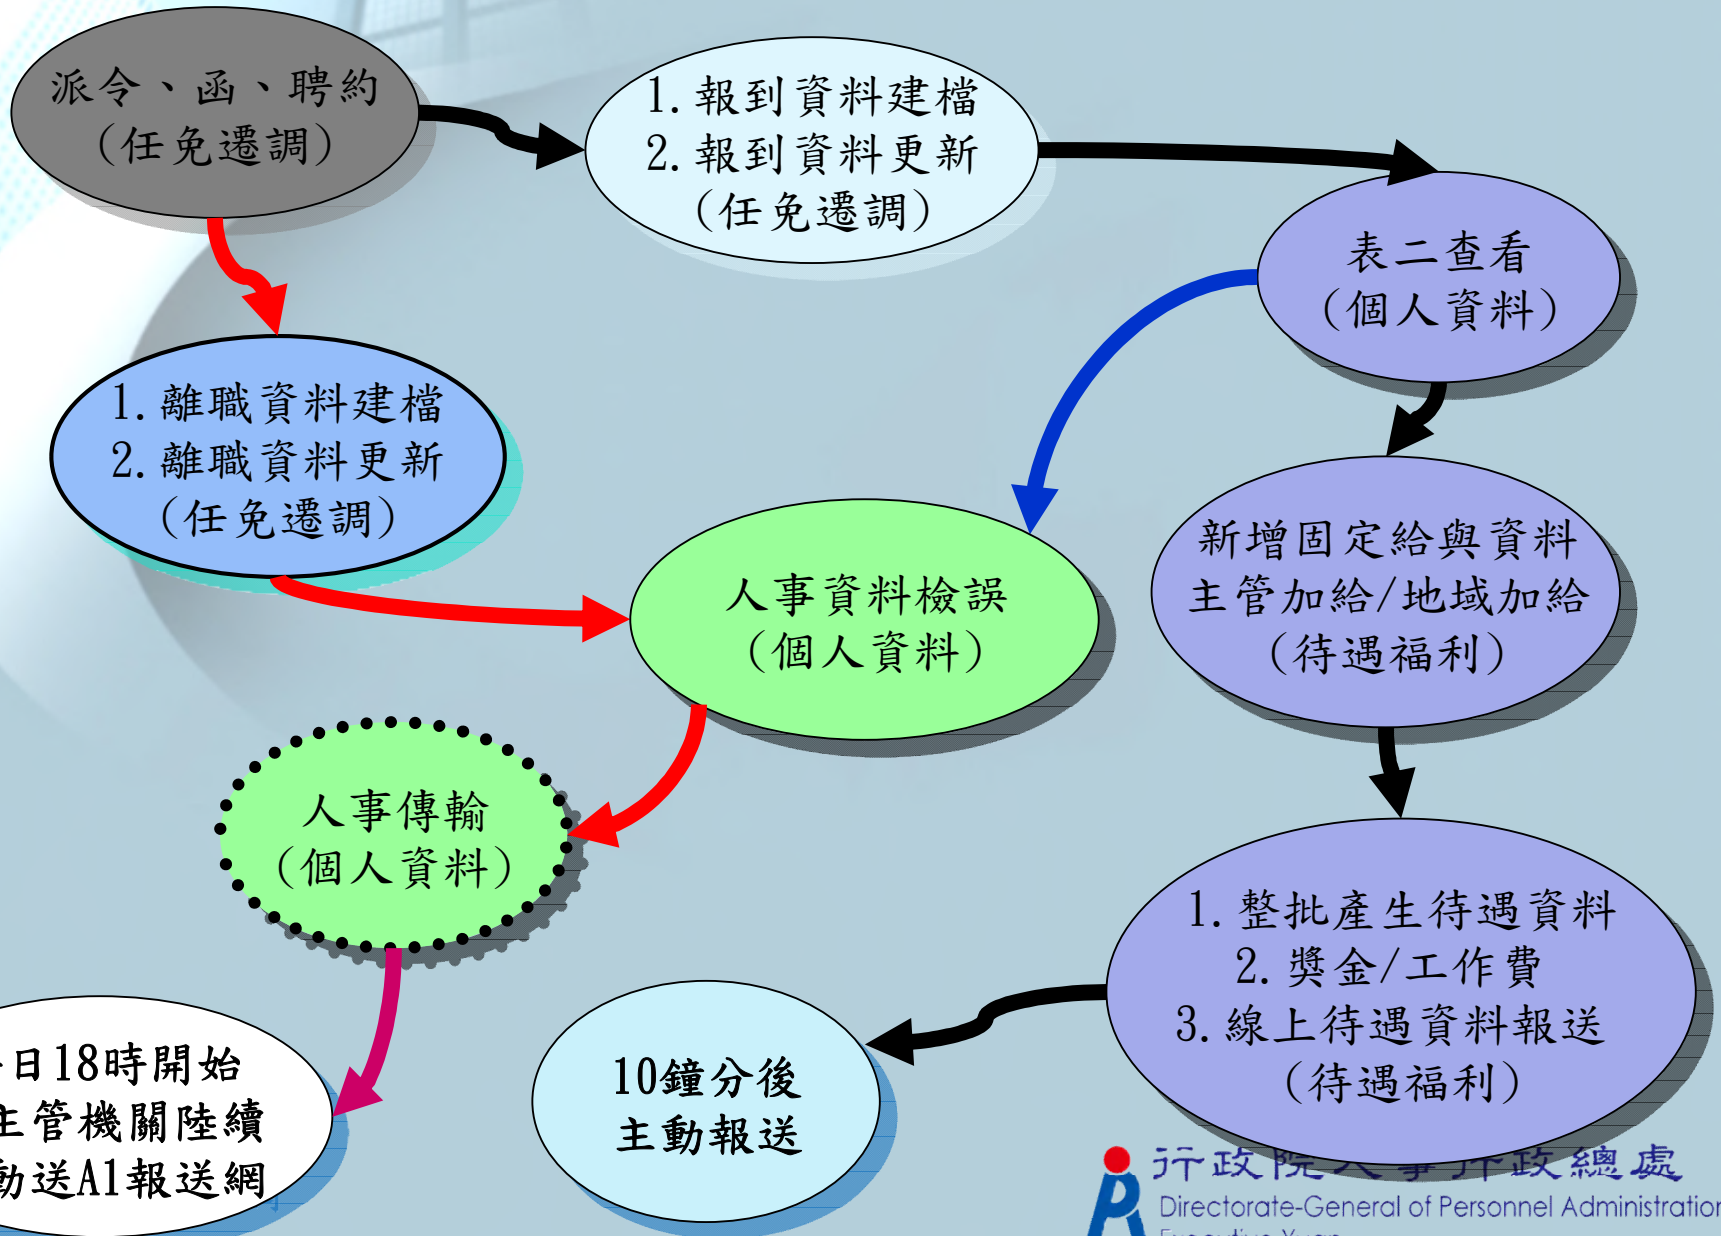 派令、函、聘約
(任免遷調)
1.報到資料建檔
2.報到資料更新
(任免遷調)
表二查看
(個人資料)
1.離職資料建檔
2.離職資料更新
(任免遷調)
人事資料檢誤
(個人資料)
新增固定給與資料
主管加給/地域加給
(待遇福利)
人事傳輸
(個人資料)
1.整批產生待遇資料
2.獎金/工作費
3.線上待遇資料報送
(待遇福利)
10鐘分後
主動報送
日18時開始
主管機關陸續
動送A1報送網
行政院人事行政總處
Directorate-General of Personnel Administration
Executive Yuan